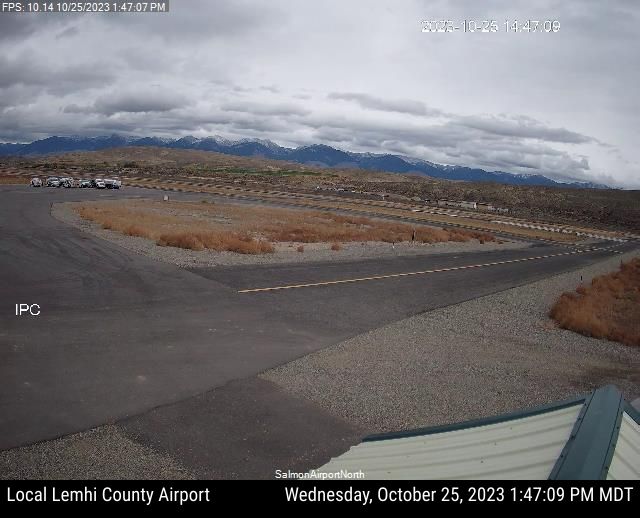 FPS: 10.14 10/25/2023 1:47:07 PM
2023-10-25 14:47:09
IPC
SalmonAirportNorth
Local Lemhi County Airport Wednesday, October 25, 2023 1:47:09 PM MDT